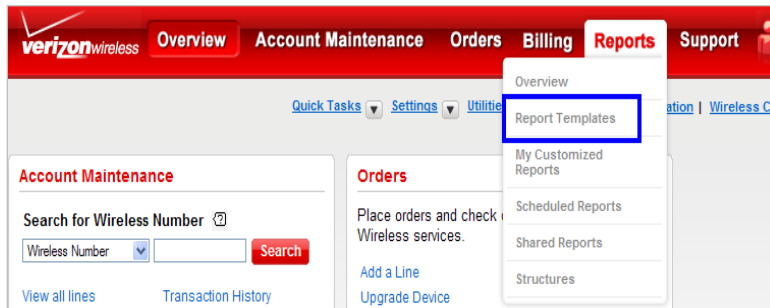 verizonwireless Overview Account Maintenance Orders Billing Reports Support
Overview
Quick Tasks Settings
Report Templates
Wireless
My Customized
Reports
Account Maintenance
Orders
Search for Wireless Number
Place orders and check
Wireless services.
Scheduled Reports
Wireless Number Search
Shared Reports
Add a Line
Structures
View all lines Transaction History
Upgrade Device